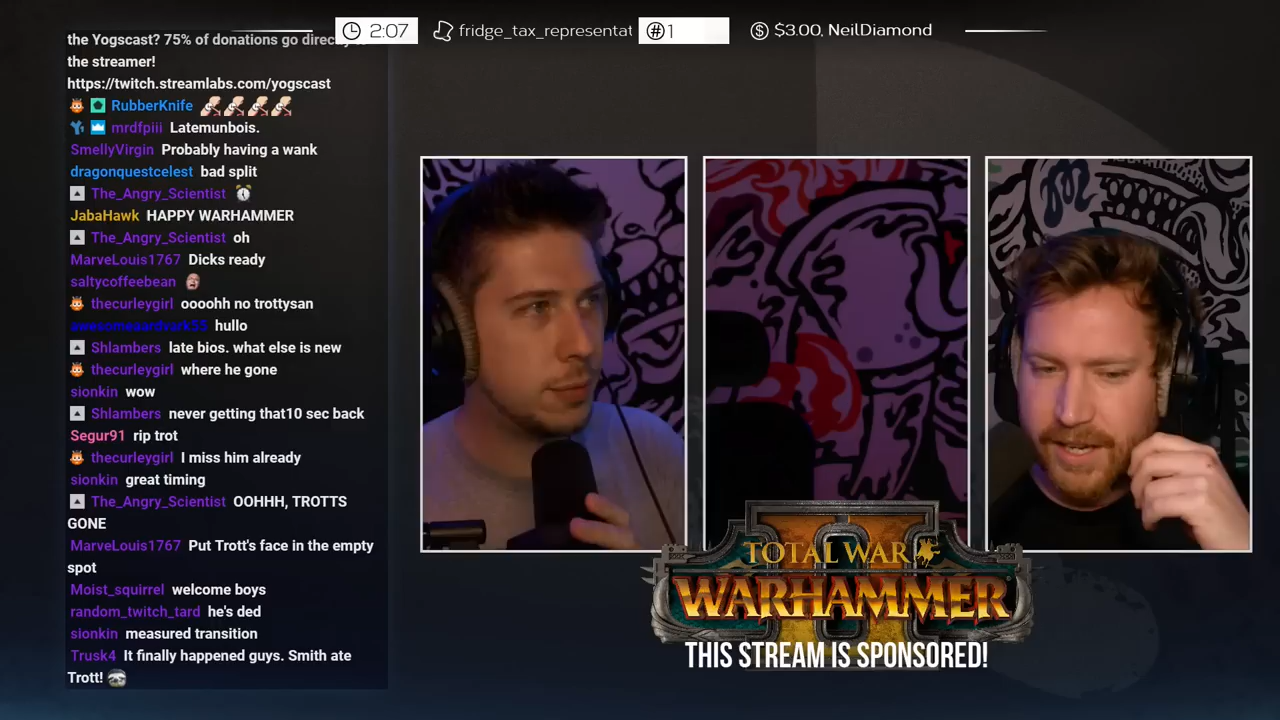 2:07
fridge_tax_representat
#1
$3.00, NeilDiamond
the Yogscast? 75% of donations go directly to
the streamer!
https://twitch.streamlabs.com/yogscast
RubberKnife
mrdfpiii Latemunbois.
SmellyVirgin Probably having a wank
dragonquestcelest bad split
The_Angry_Scientist
JabaHawk HAPPY WARHAMMER
The_Angry_Scientist oh
MarveLouis1767 Dicks ready
saltycoffeebean
thecurleygirl oooohh no trottysan
awesomeaardvark55 hullo
Shlambers late bios. what else is new
thecurleygirl where he gone
sionkin wow
Shlambers never getting that10 sec back
Segur91 rip trot
thecurleygirl I miss him already
sionkin great timing
The_Angry_Scientist OOHHH, TROTTS
GONE
MarveLouis1767 Put Trott's face in the empty
spot
Moist_squirrel welcome boys
random_twitch_tard he's ded
sionkin measured transition
Trusk4 It finally happened guys. Smith ate
Trott!
TOTAL WAR
WARHAMMER
II
THIS STREAM IS SPONSORED!